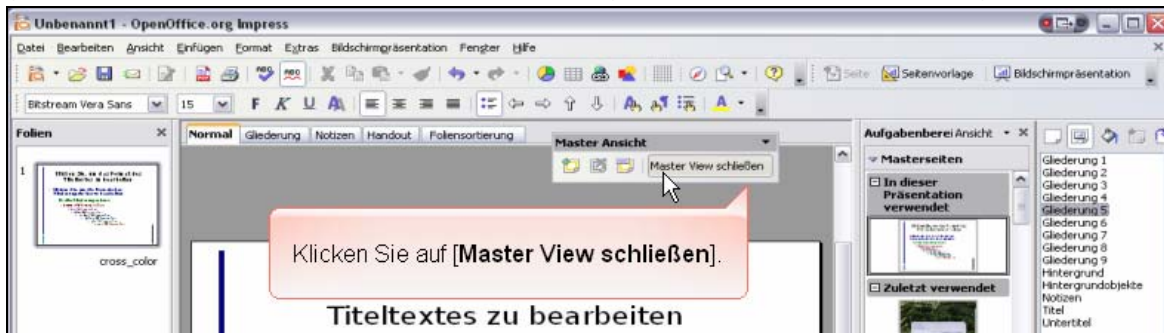 Unbenannt1 - OpenOffice.org Impress
Datei Bearbeiten Ansicht Einfügen Format Extras Bildschirmpräsentation Fenster Hilfe
Seite Seitenvorlage Bildschirmpräsentation
Bitstream Vera Sans 15 F K U A
Folien
Normal Gliederung Notizen Handout Foliensortierung
Master Ansicht
Master View schließen
Klicken Sie auf [Master View schließen].
Titeltextes zu bearbeiten
1
cross_color
Aufgabenberei Ansicht
Masterseiten
In dieser
Präsentation
verwendet
Zuletzt verwendet
Gliederung 1
Gliederung 2
Gliederung 3
Gliederung 4
Gliederung 5
Gliederung 6
Gliederung 7
Gliederung 8
Gliederung 9
Hintergrund
Hintergrundobjekte
Notizen
Titel
Untertitel